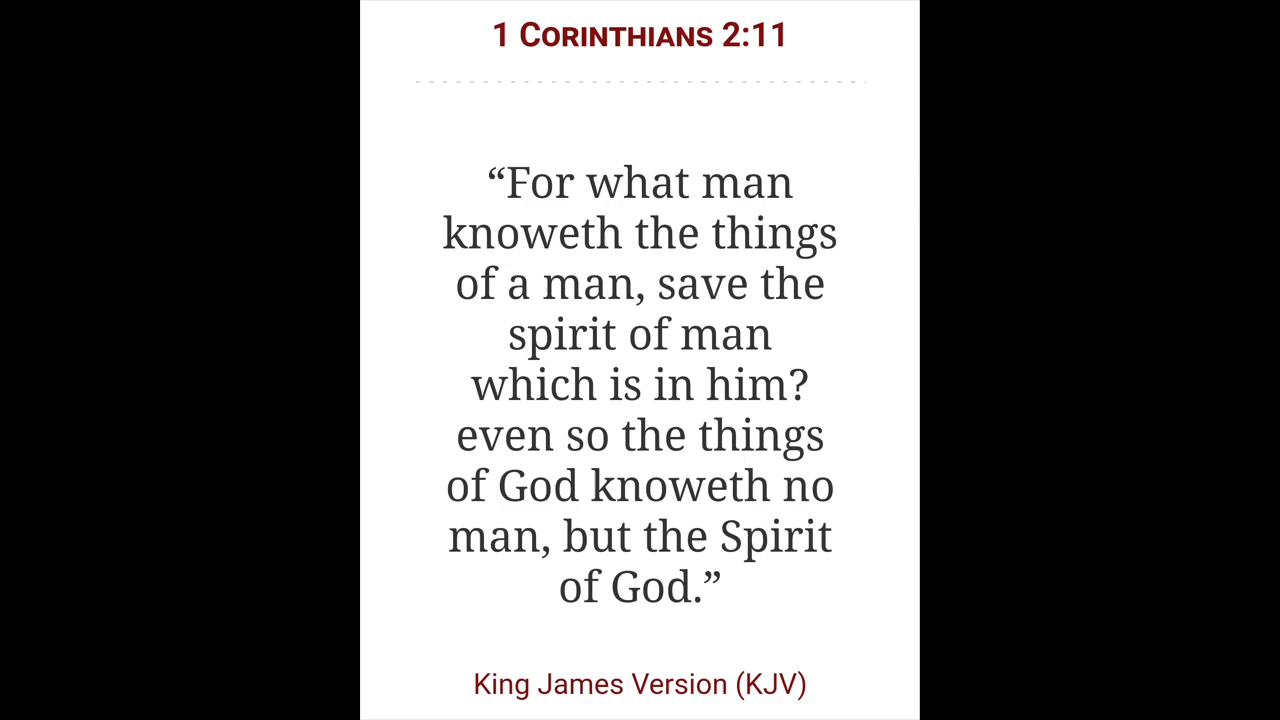 1 CORINTHIANS 2:11
“For what man
knoweth the things
of a man, save the
spirit of man
which is in him?
even so the things
of God knoweth no
man, but the Spirit
of God.”
King James Version (KJV)